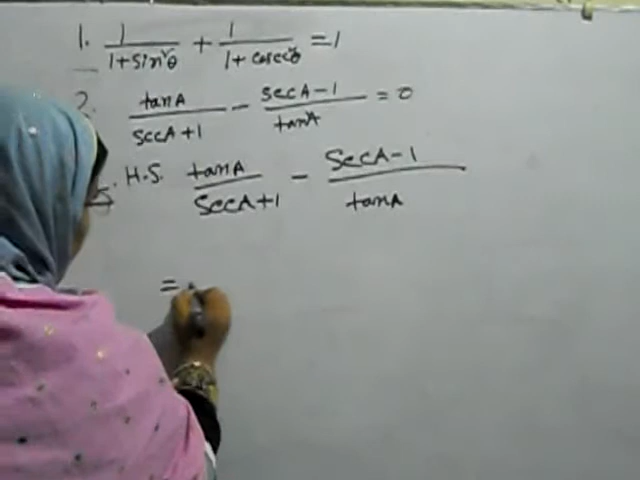 1. 1/(1+sin²θ) + 1/(1+cosec²θ) = 1
2. tanA/(secA+1) - (secA-1)/tanA = 0
H.S. tanA/(secA+1) - (secA-1)/tanA
=